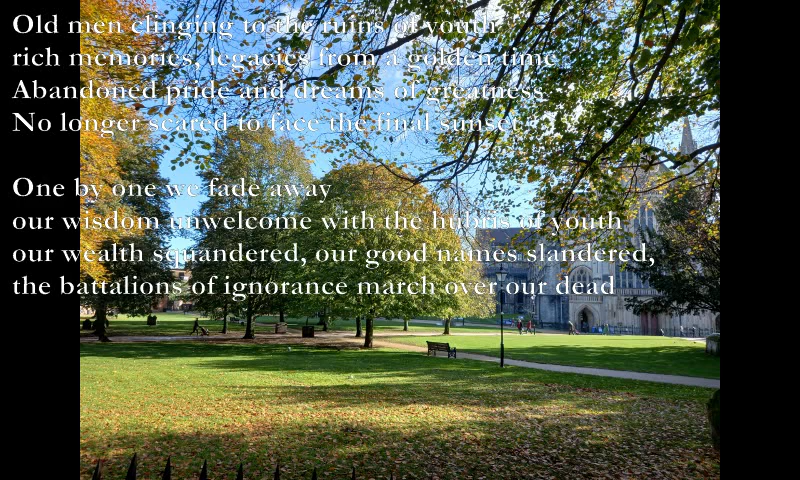 Old men clinging to the ruins of youth
rich memories, legacies from a golden time
Abandoned pride and dreams of greatness
No longer scared to face the final sunset
One by one we fade away
our wisdom unwelcome with the hubris of youth
our wealth squandered, our good names slandered,
the battalions of ignorance march over our dead